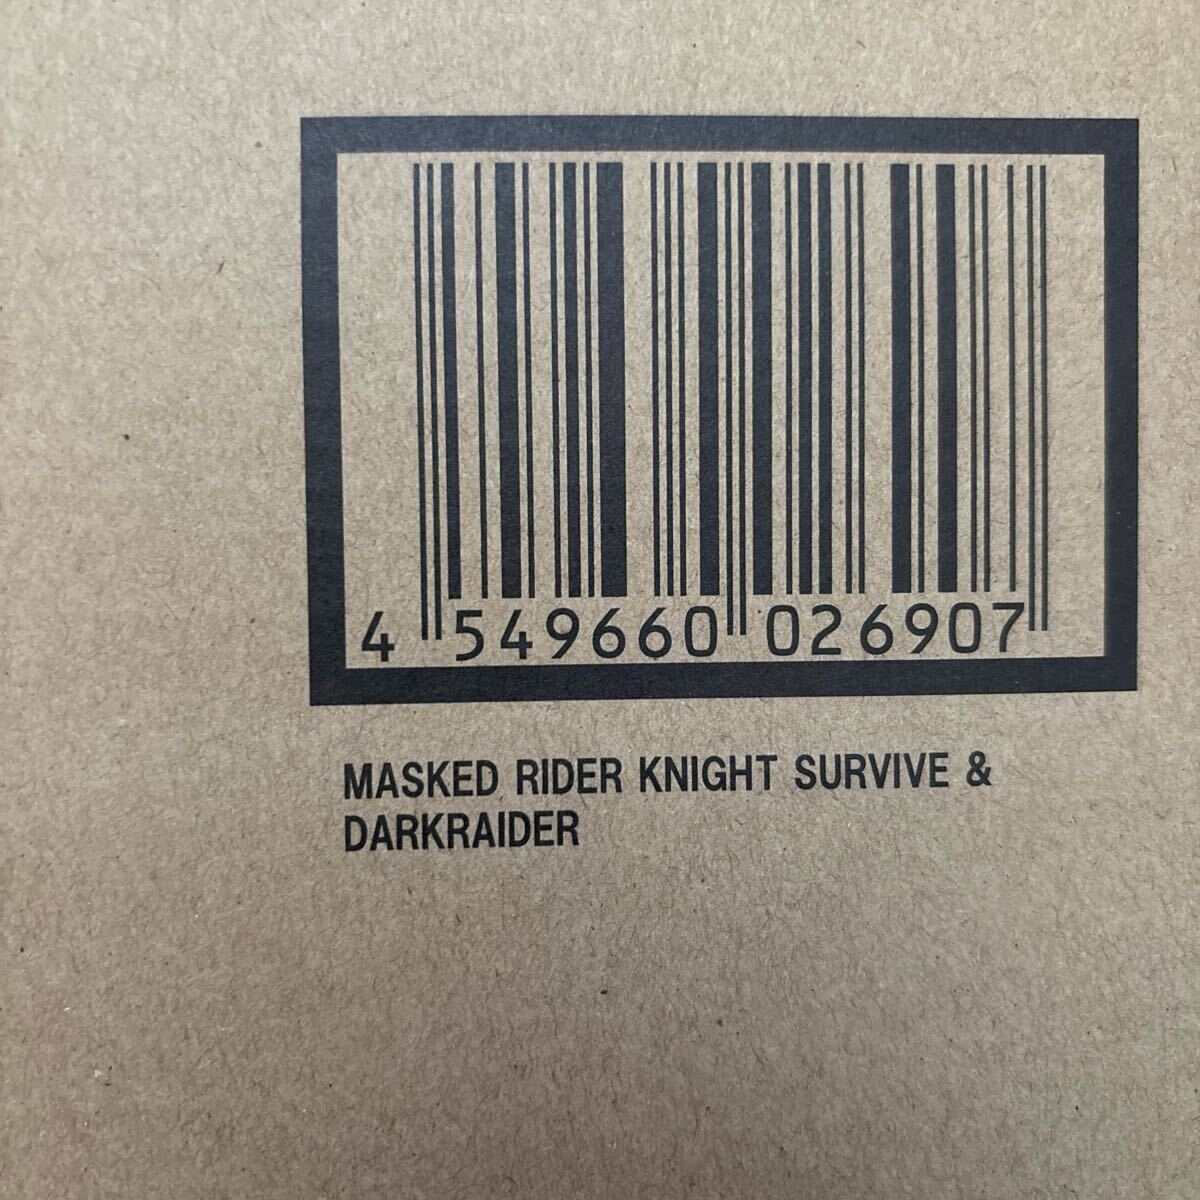 4 549660 026907
MASKED RIDER KNIGHT SURVIVE &
DARKRAIDER